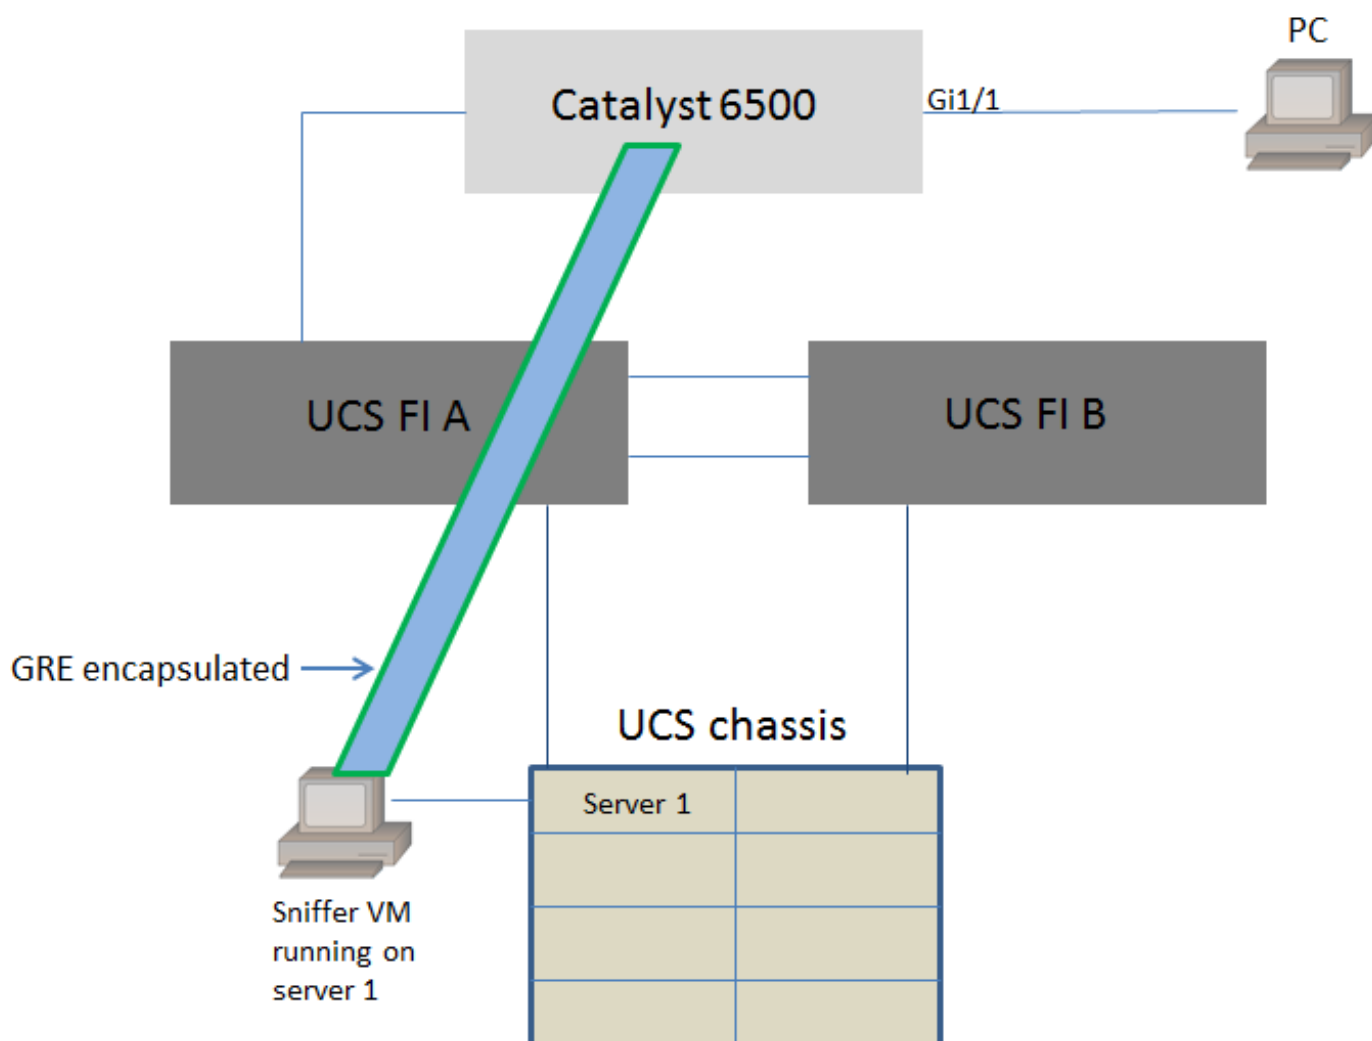 PC
Catalyst 6500
Gi1/1
UCS FI A
UCS FI B
GRE encapsulated
UCS chassis
Server 1
Sniffer VM
running on
server 1